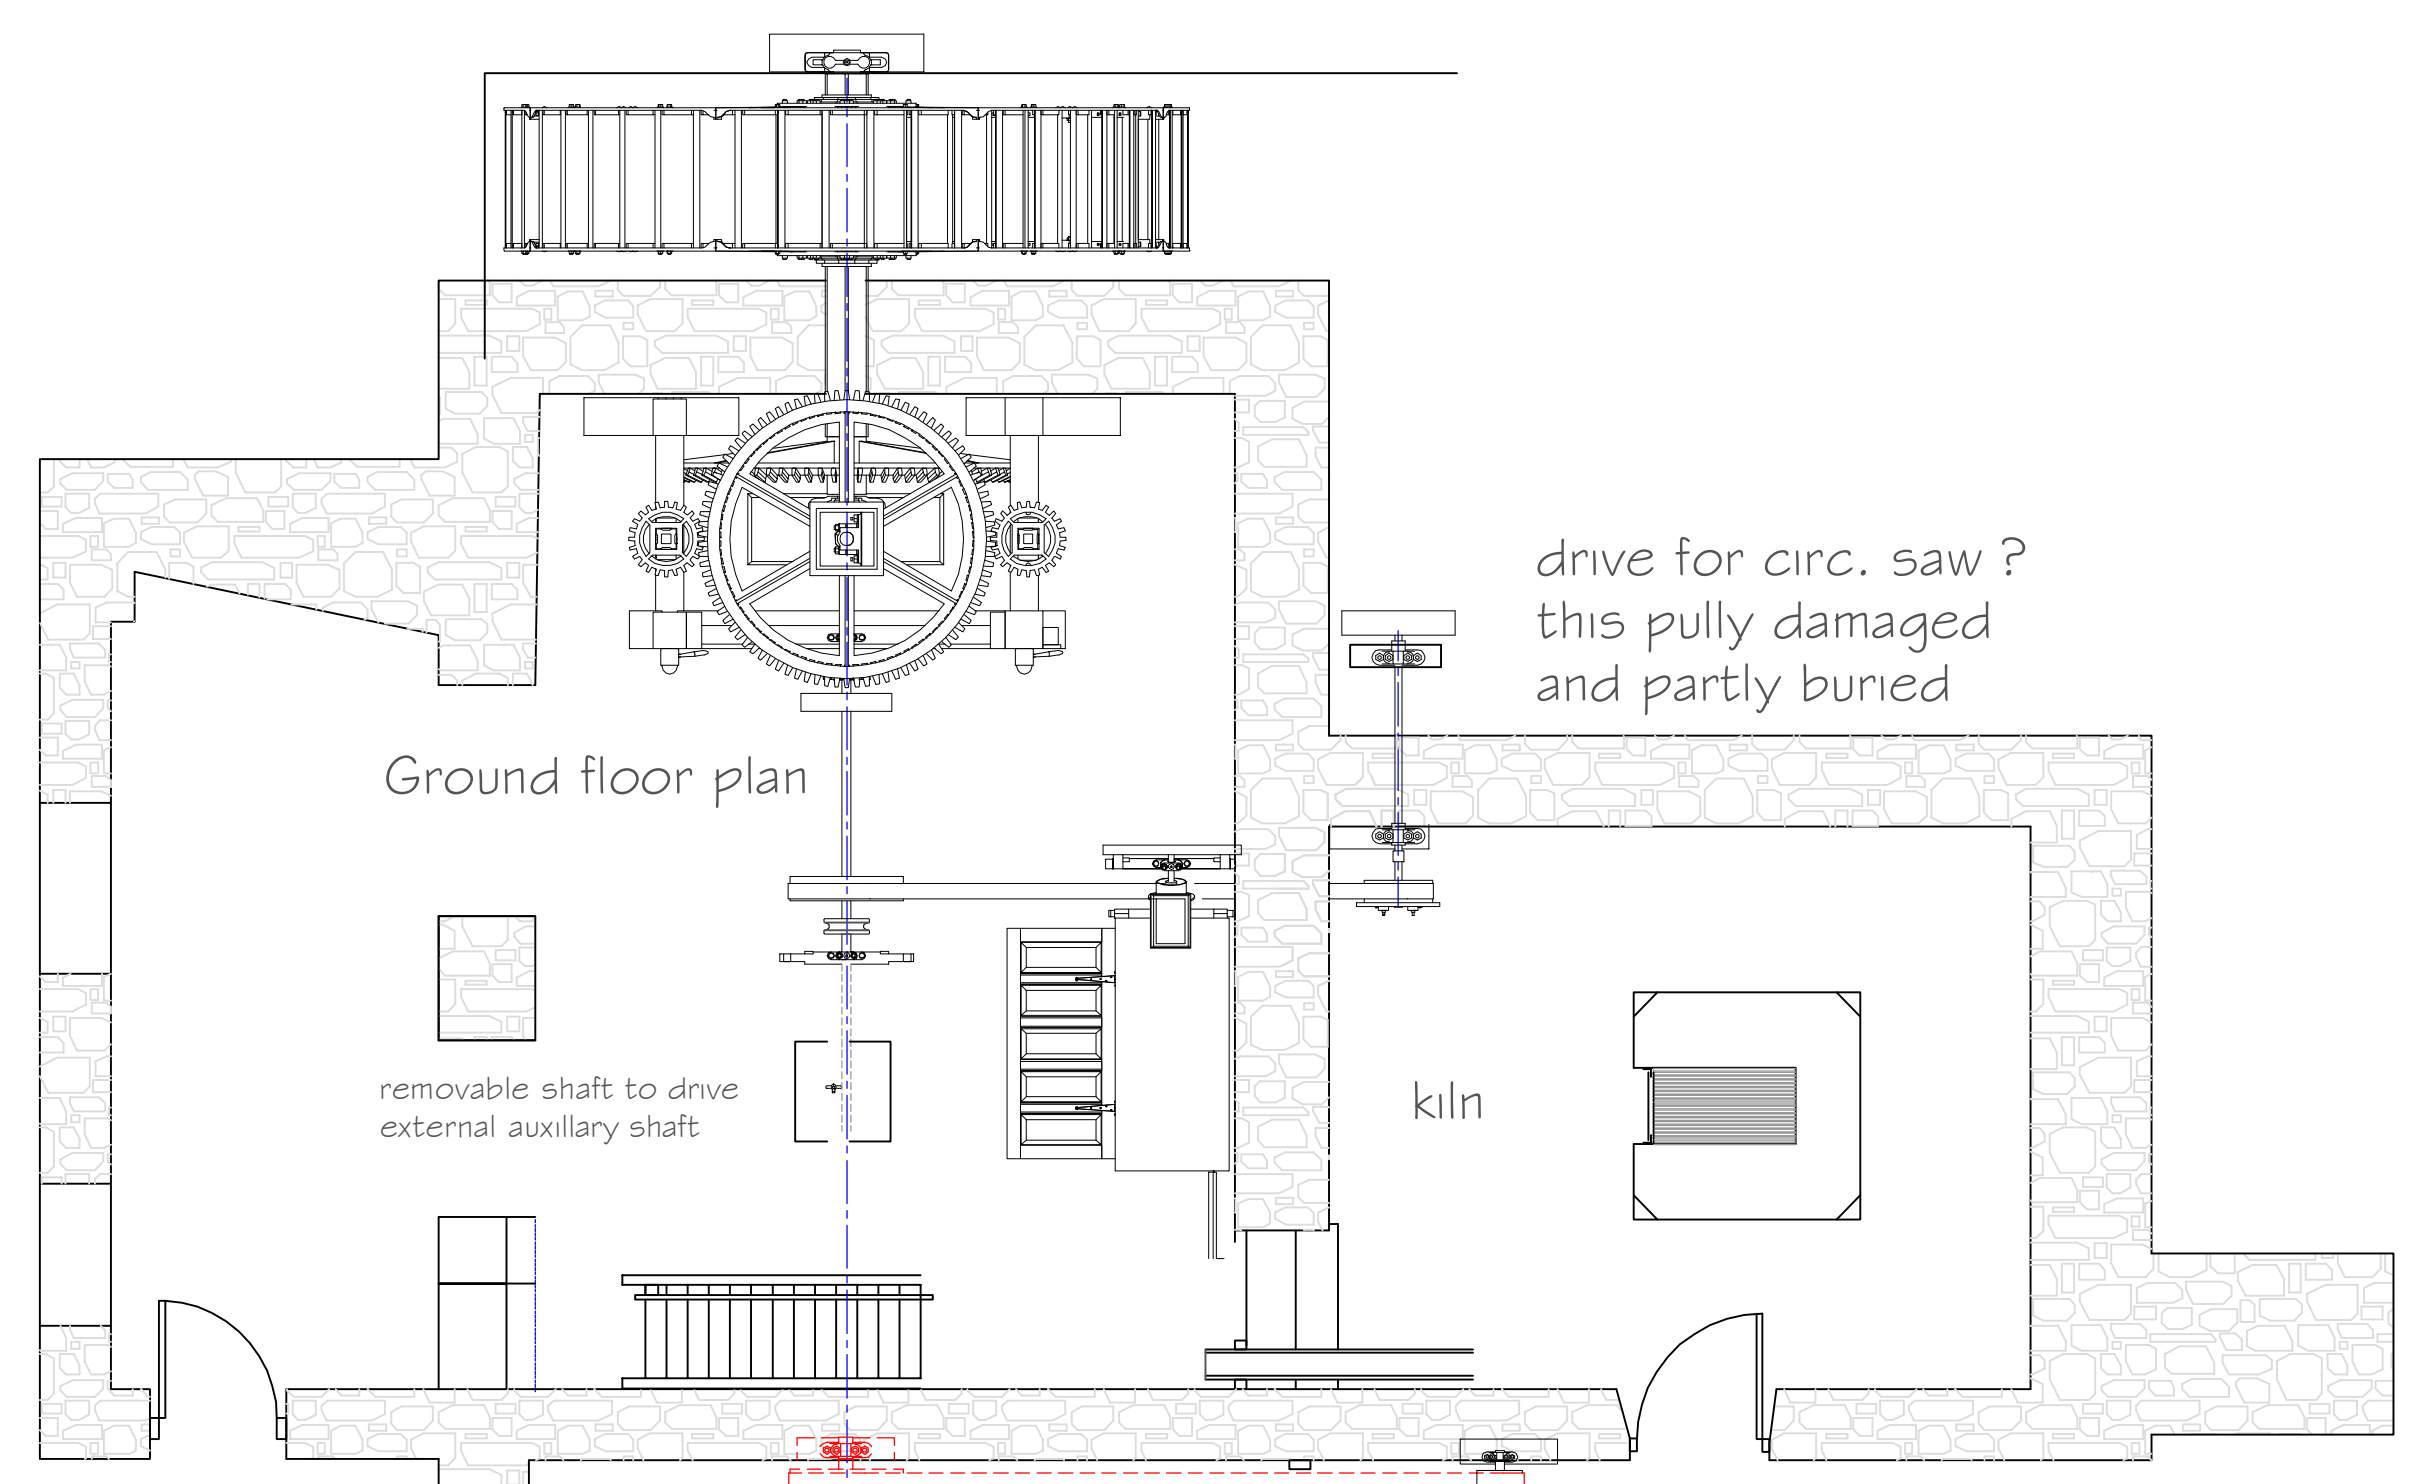 drive for circ. saw ?
this pully damaged
and partly buried
Ground floor plan
removable shaft to drive
external auxillary shaft
kiln